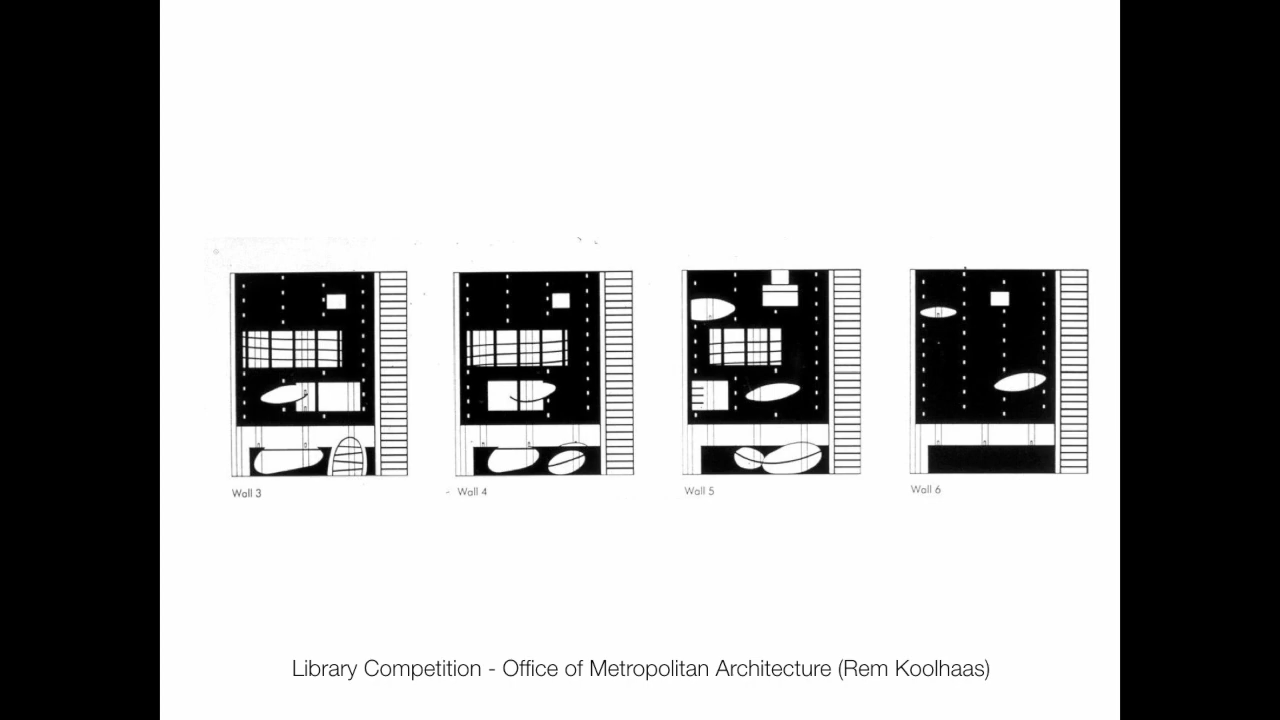 Wall 3
Wall 4
Wall 5
Wall 6
Library Competition - Office of Metropolitan Architecture (Rem Koolhaas)